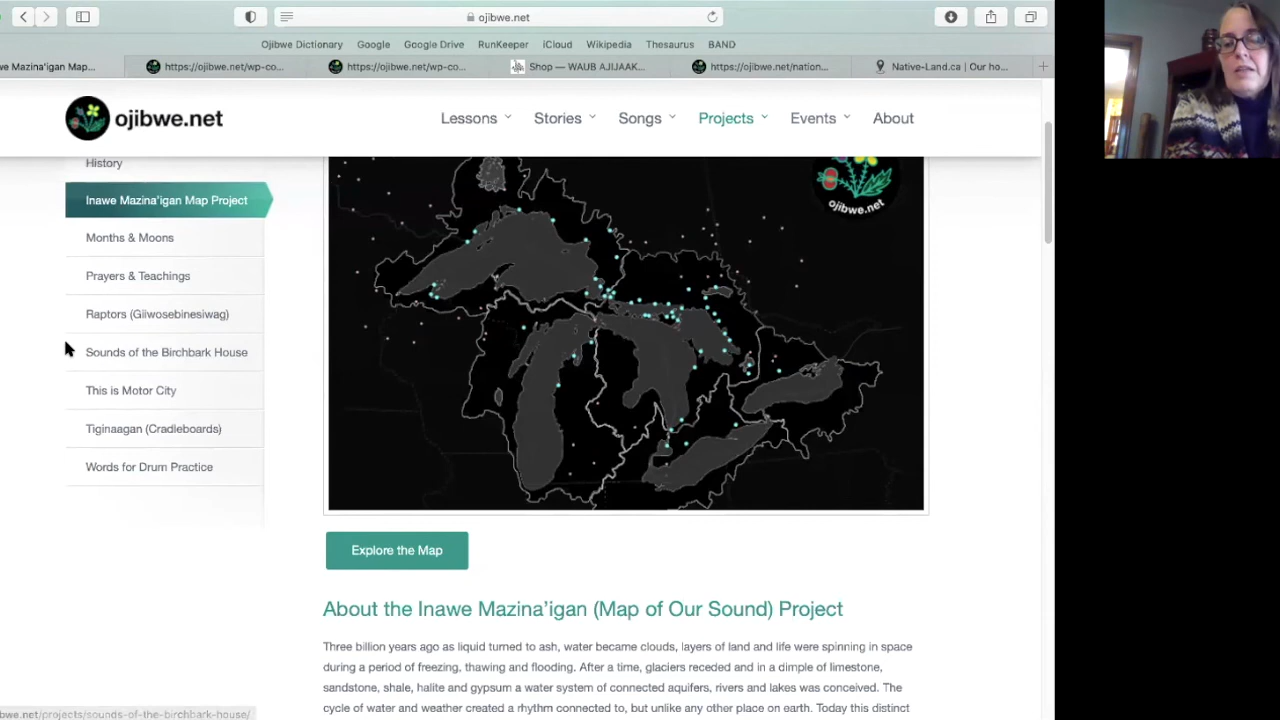 ojibwe.net
Ojibwe Dictionary Google Google Drive RunKeeper iCloud Wikipedia Thesaurus BAND
we Mazina'igan Map... https://ojibwe.net/wp-co... https://ojibwe.net/wp-co... Shop — WAUB AJIJAAK... https://ojibwe.net/nation... Native-Land.ca | Our ho...
ojibwe.net Lessons Stories Songs Projects Events About
History
Inawe Mazina'igan Map Project
Months & Moons
Prayers & Teachings
Raptors (Giiwosebinesiwag)
Sounds of the Birchbark House
This is Motor City
Tiginaagan (Cradleboards)
Words for Drum Practice
ojibwe.net
Explore the Map
About the Inawe Mazina'igan (Map of Our Sound) Project
Three billion years ago as liquid turned to ash, water became clouds, layers of land and life were spinning in space
during a period of freezing, thawing and flooding. After a time, glaciers receded and in a dimple of limestone,
sandstone, shale, halite and gypsum a water system of connected aquifers, rivers and lakes was conceived. The
cycle of water and weather created a rhythm connected to, but unlike any other place on earth. Today this distinct
bwe.net/projects/sounds-of-the-birchbark-house/